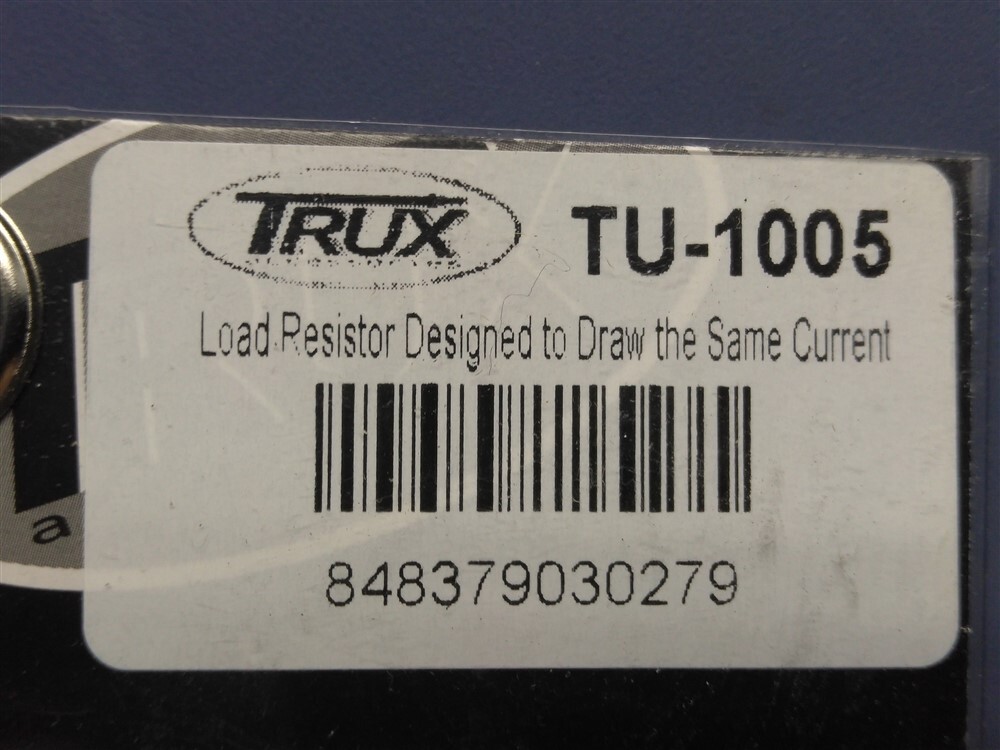 TRUX
TU-1005
Load Resistor Designed to Draw the Same Current
848379030279
a